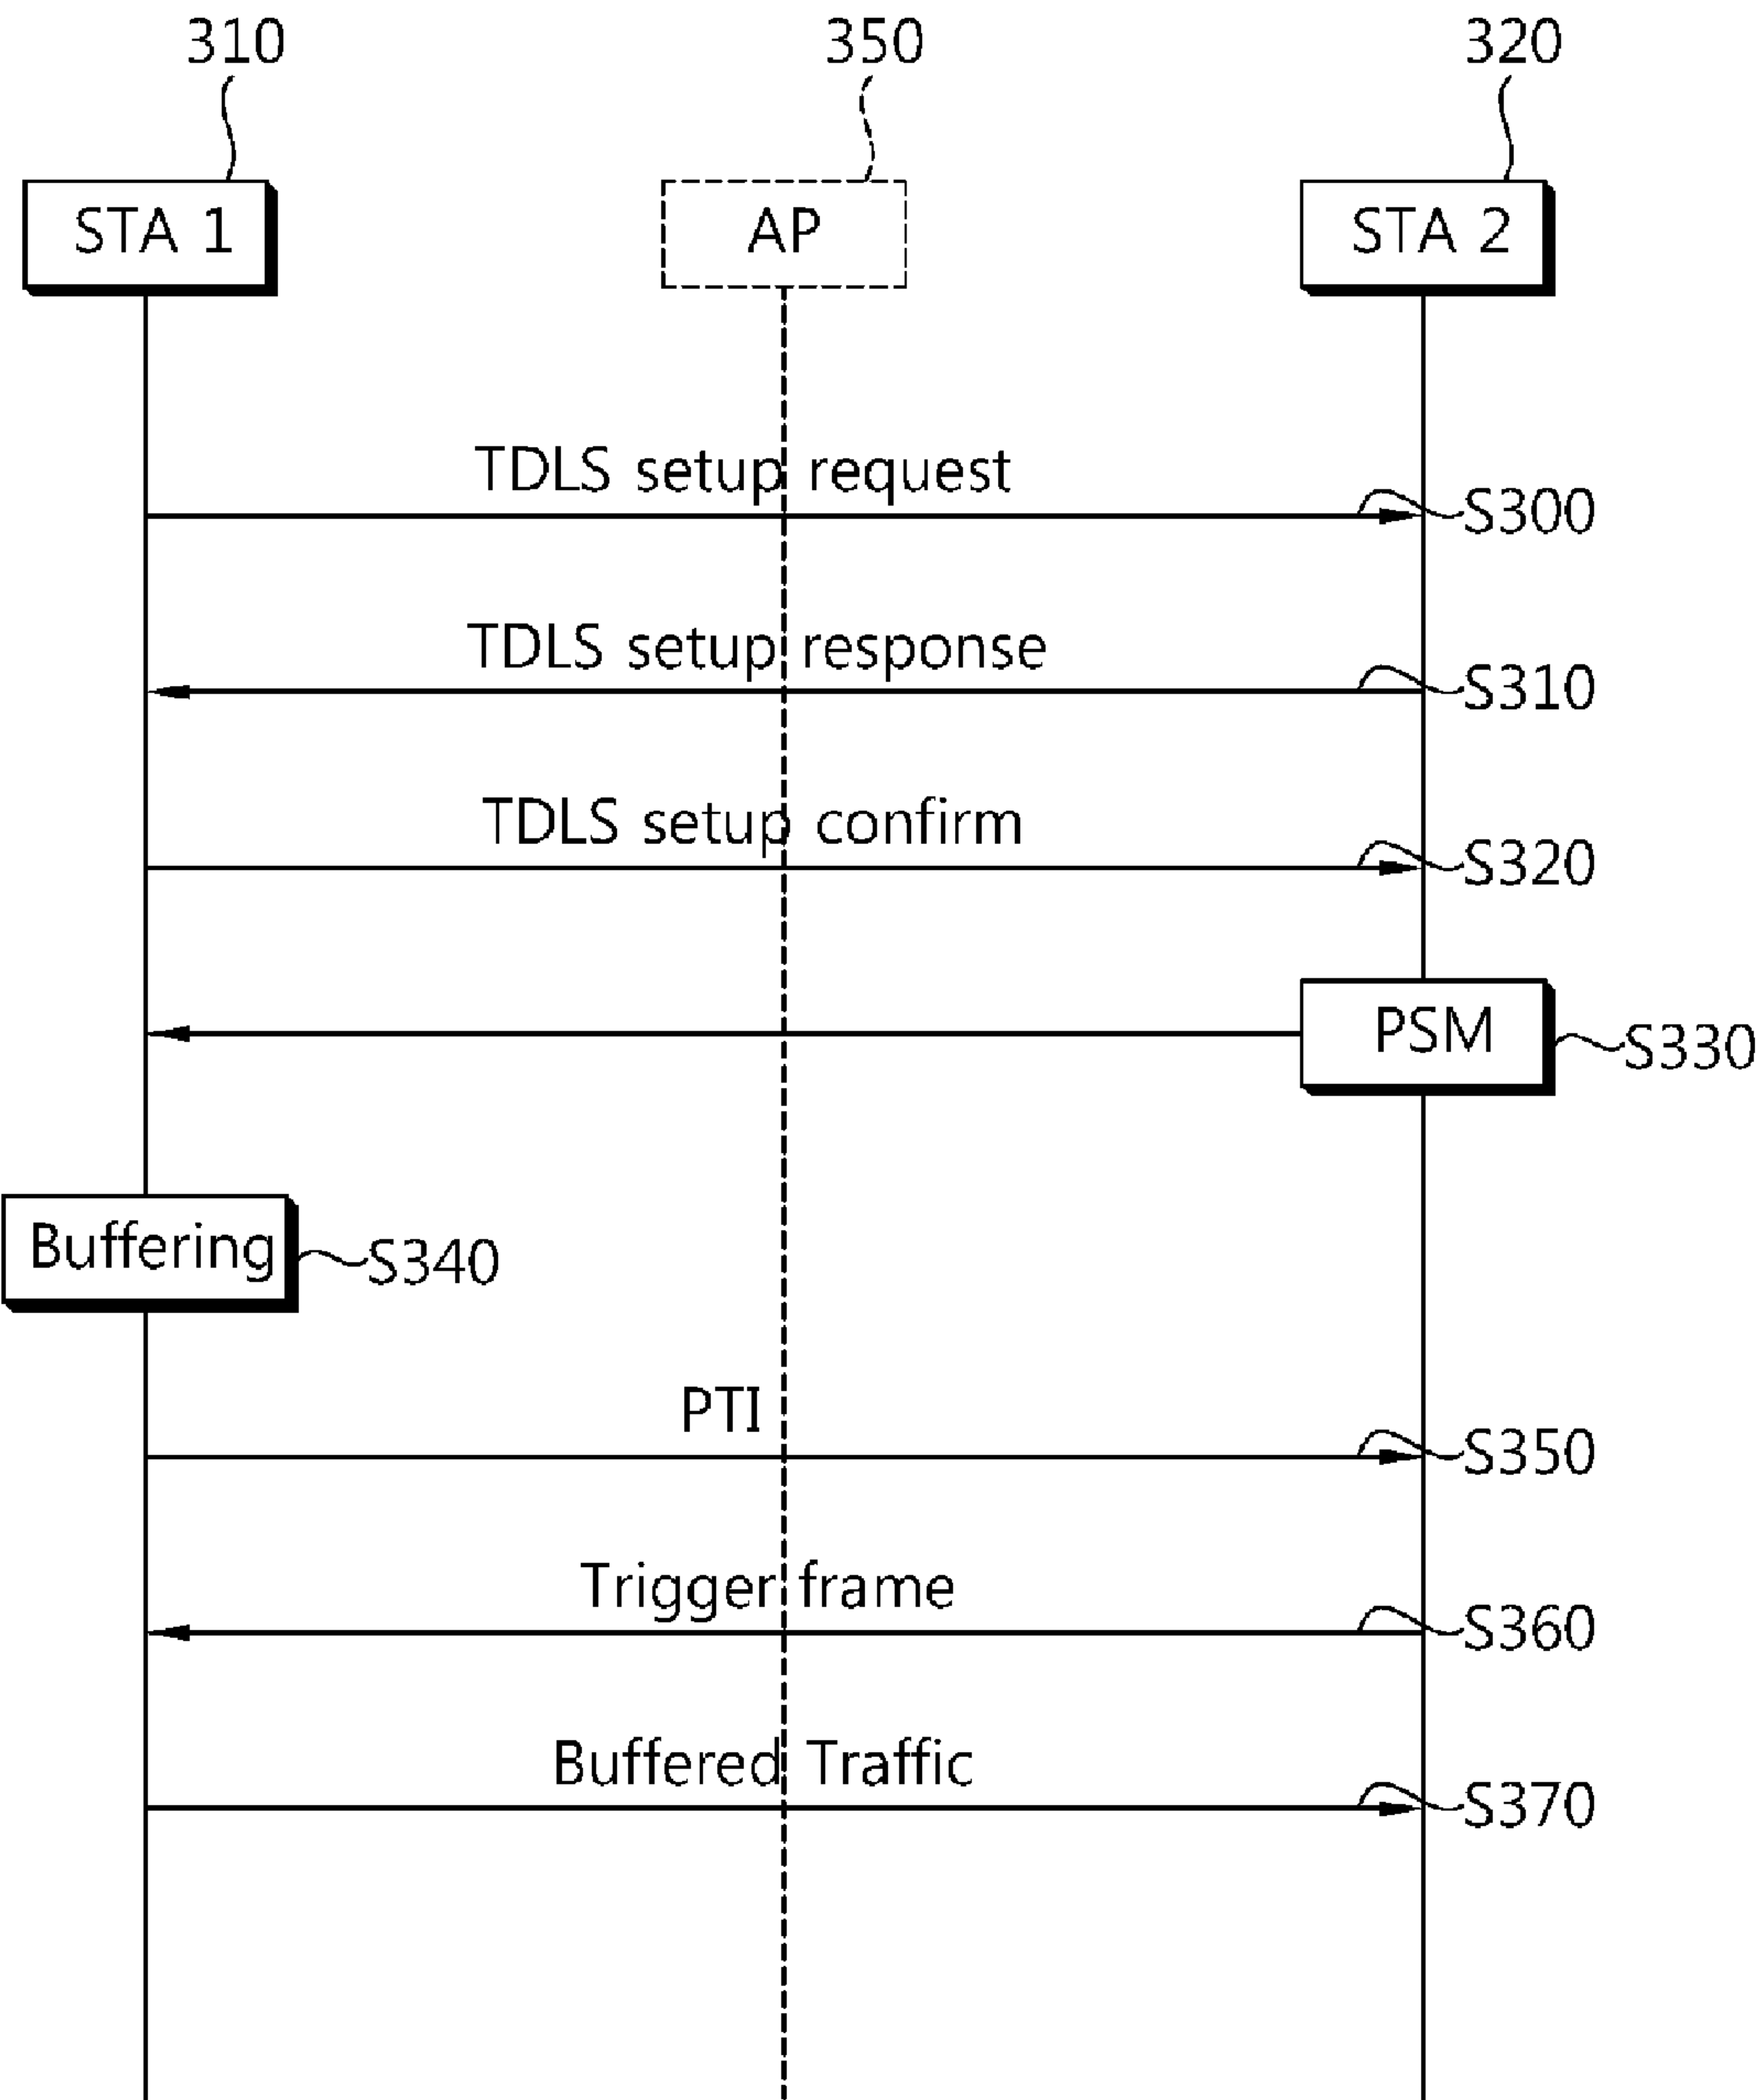 310 350 320
STA 1 AP STA 2
TDLS setup request
S300
TDLS setup response
S310
TDLS setup confirm
S320
PSM
S330
Buffering
S340
PTI
S350
Trigger frame
S360
Buffered Traffic
S370